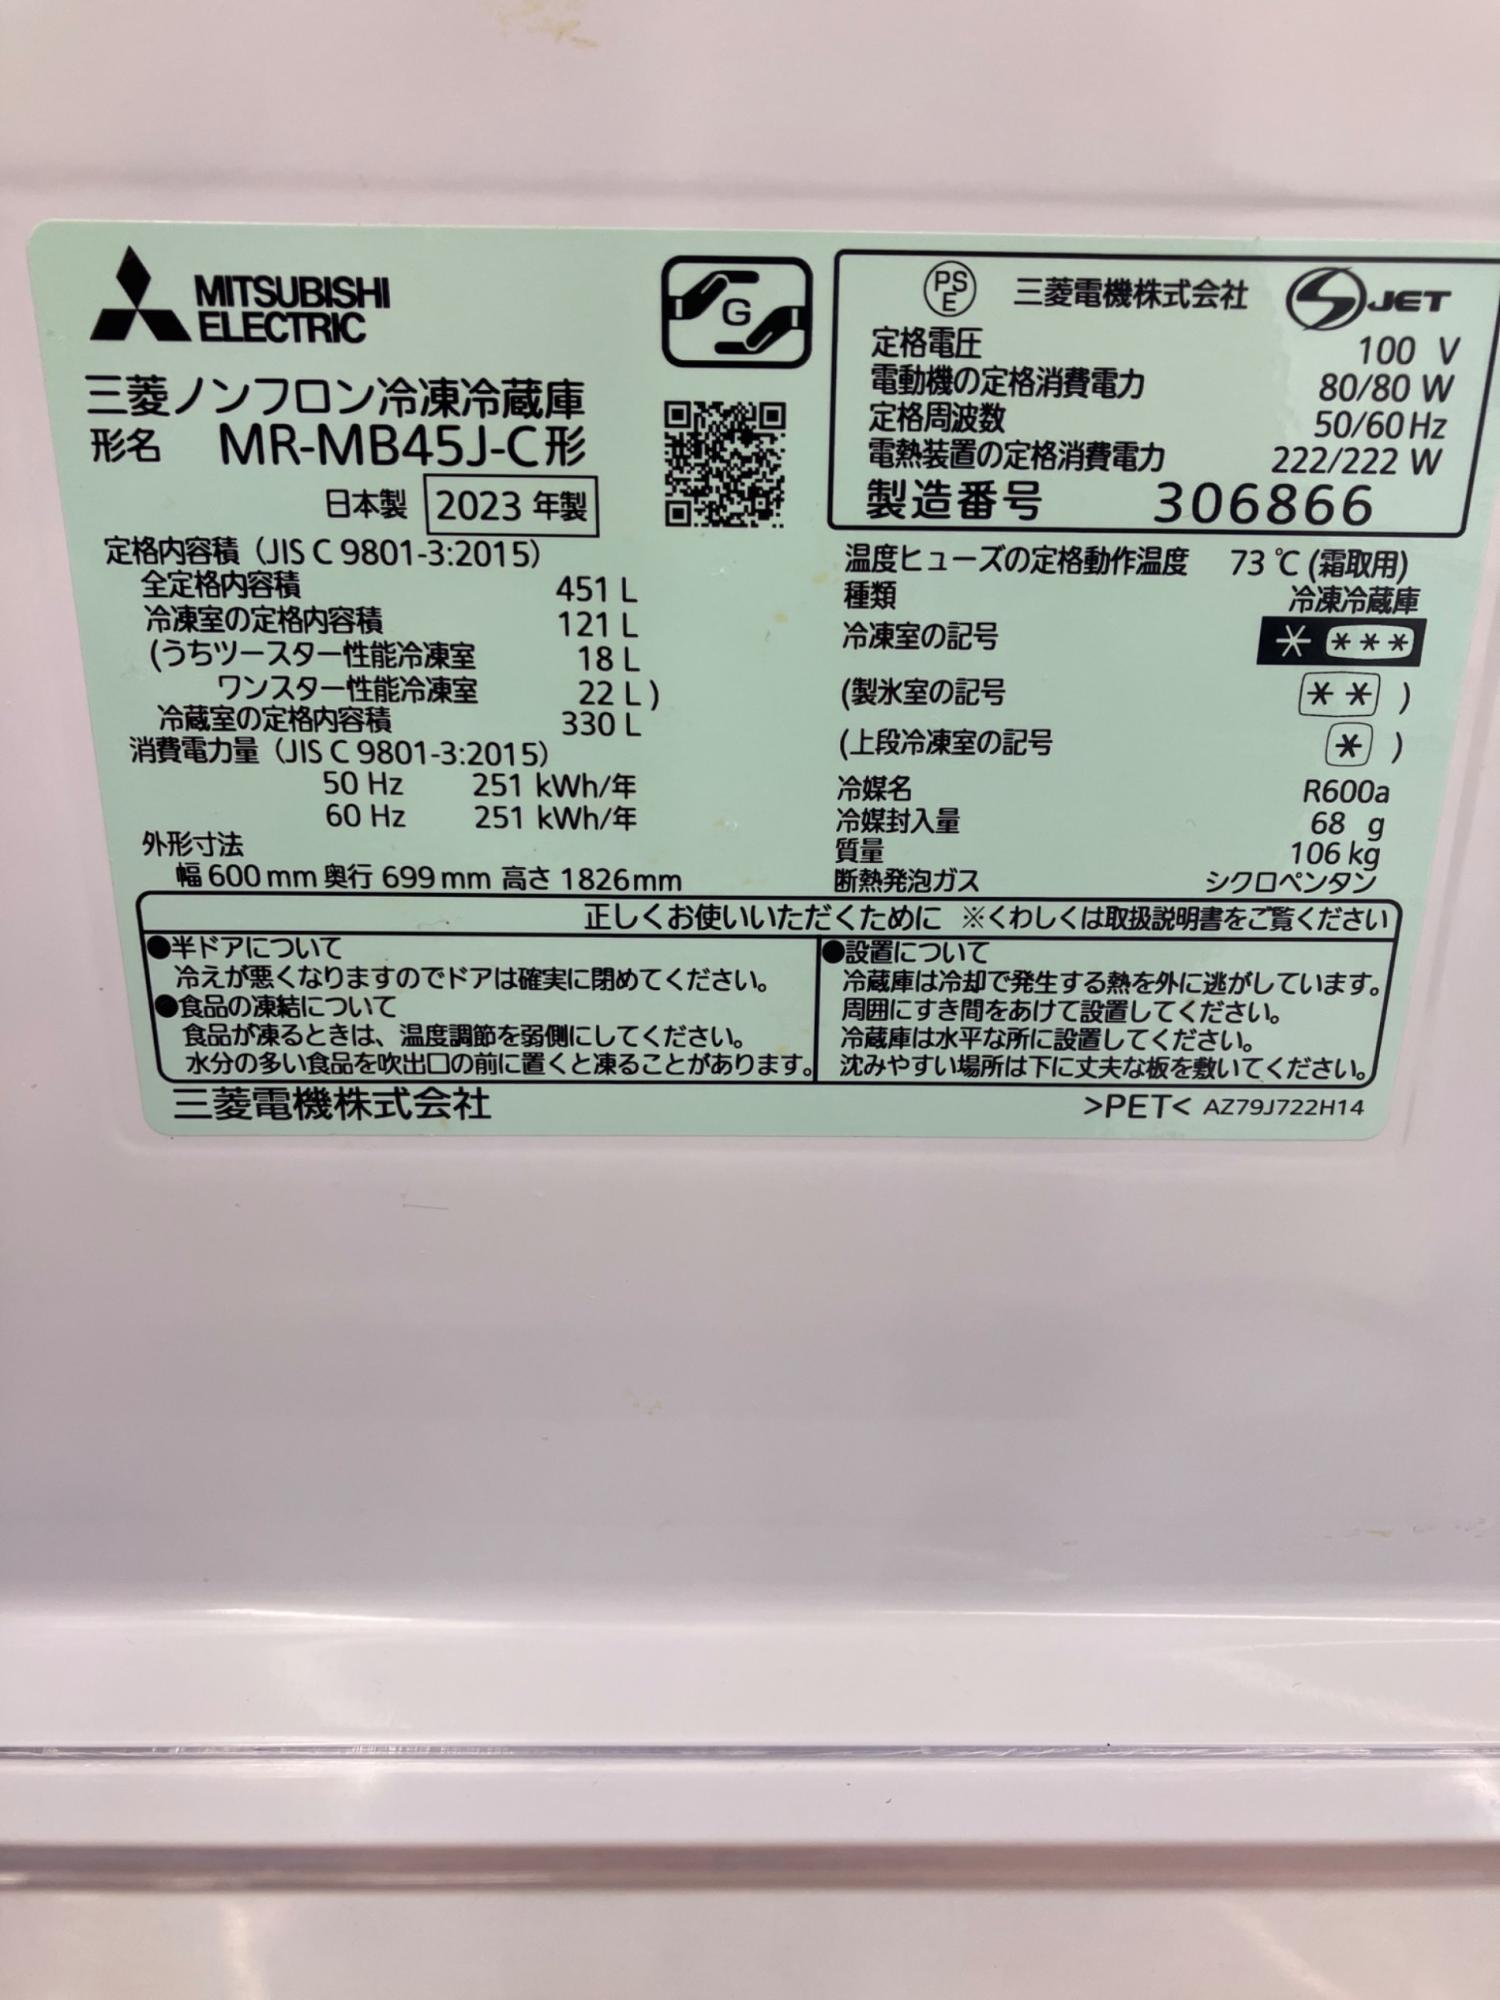 MITSUBISHI
ELECTRIC
三菱ノンフロン冷凍冷蔵庫
形名 MR-MB45J-C形
日本製 2023 年製
定格内容積（JIS C 9801-3:2015）
全定格内容積 451 L
冷凍室の定格内容積 121 L
(うちツースター性能冷凍室 18 L
ワンスター性能冷凍室 22 L )
冷蔵室の定格内容積 330 L
消費電力量（JIS C 9801-3:2015）
50 Hz 251 kWh/年
60 Hz 251 kWh/年
外形寸法
幅 600 mm 奥行 699 mm 高さ 1826mm
G
PS
E
三菱電機株式会社 JET
定格電圧 100 V
電動機の定格消費電力 80/80 W
定格周波数 50/60 Hz
電熱装置の定格消費電力 222/222 W
製造番号 306866
温度ヒューズの定格動作温度 73 ℃ (霜取用)
種類 冷凍冷蔵庫
冷凍室の記号 * ***
(製氷室の記号 ** )
(上段冷凍室の記号 * )
冷媒名 R600a
冷媒封入量 68 g
質量 106 kg
断熱発泡ガス シクロペンタン
正しくお使いいただくために ※くわしくは取扱説明書をご覧ください
●半ドアについて
冷えが悪くなりますのでドアは確実に閉めてください。
●食品の凍結について
食品が凍るときは、温度調節を弱側にしてください。
水分の多い食品を吹出口の前に置くと凍ることがあります。
●設置について
冷蔵庫は冷却で発生する熱を外に逃がしています。
周囲にすき間をあけて設置してください。
冷蔵庫は水平な所に設置してください。
沈みやすい場所は下に丈夫な板を敷いてください。
三菱電機株式会社
>PET< AZ79J722H14